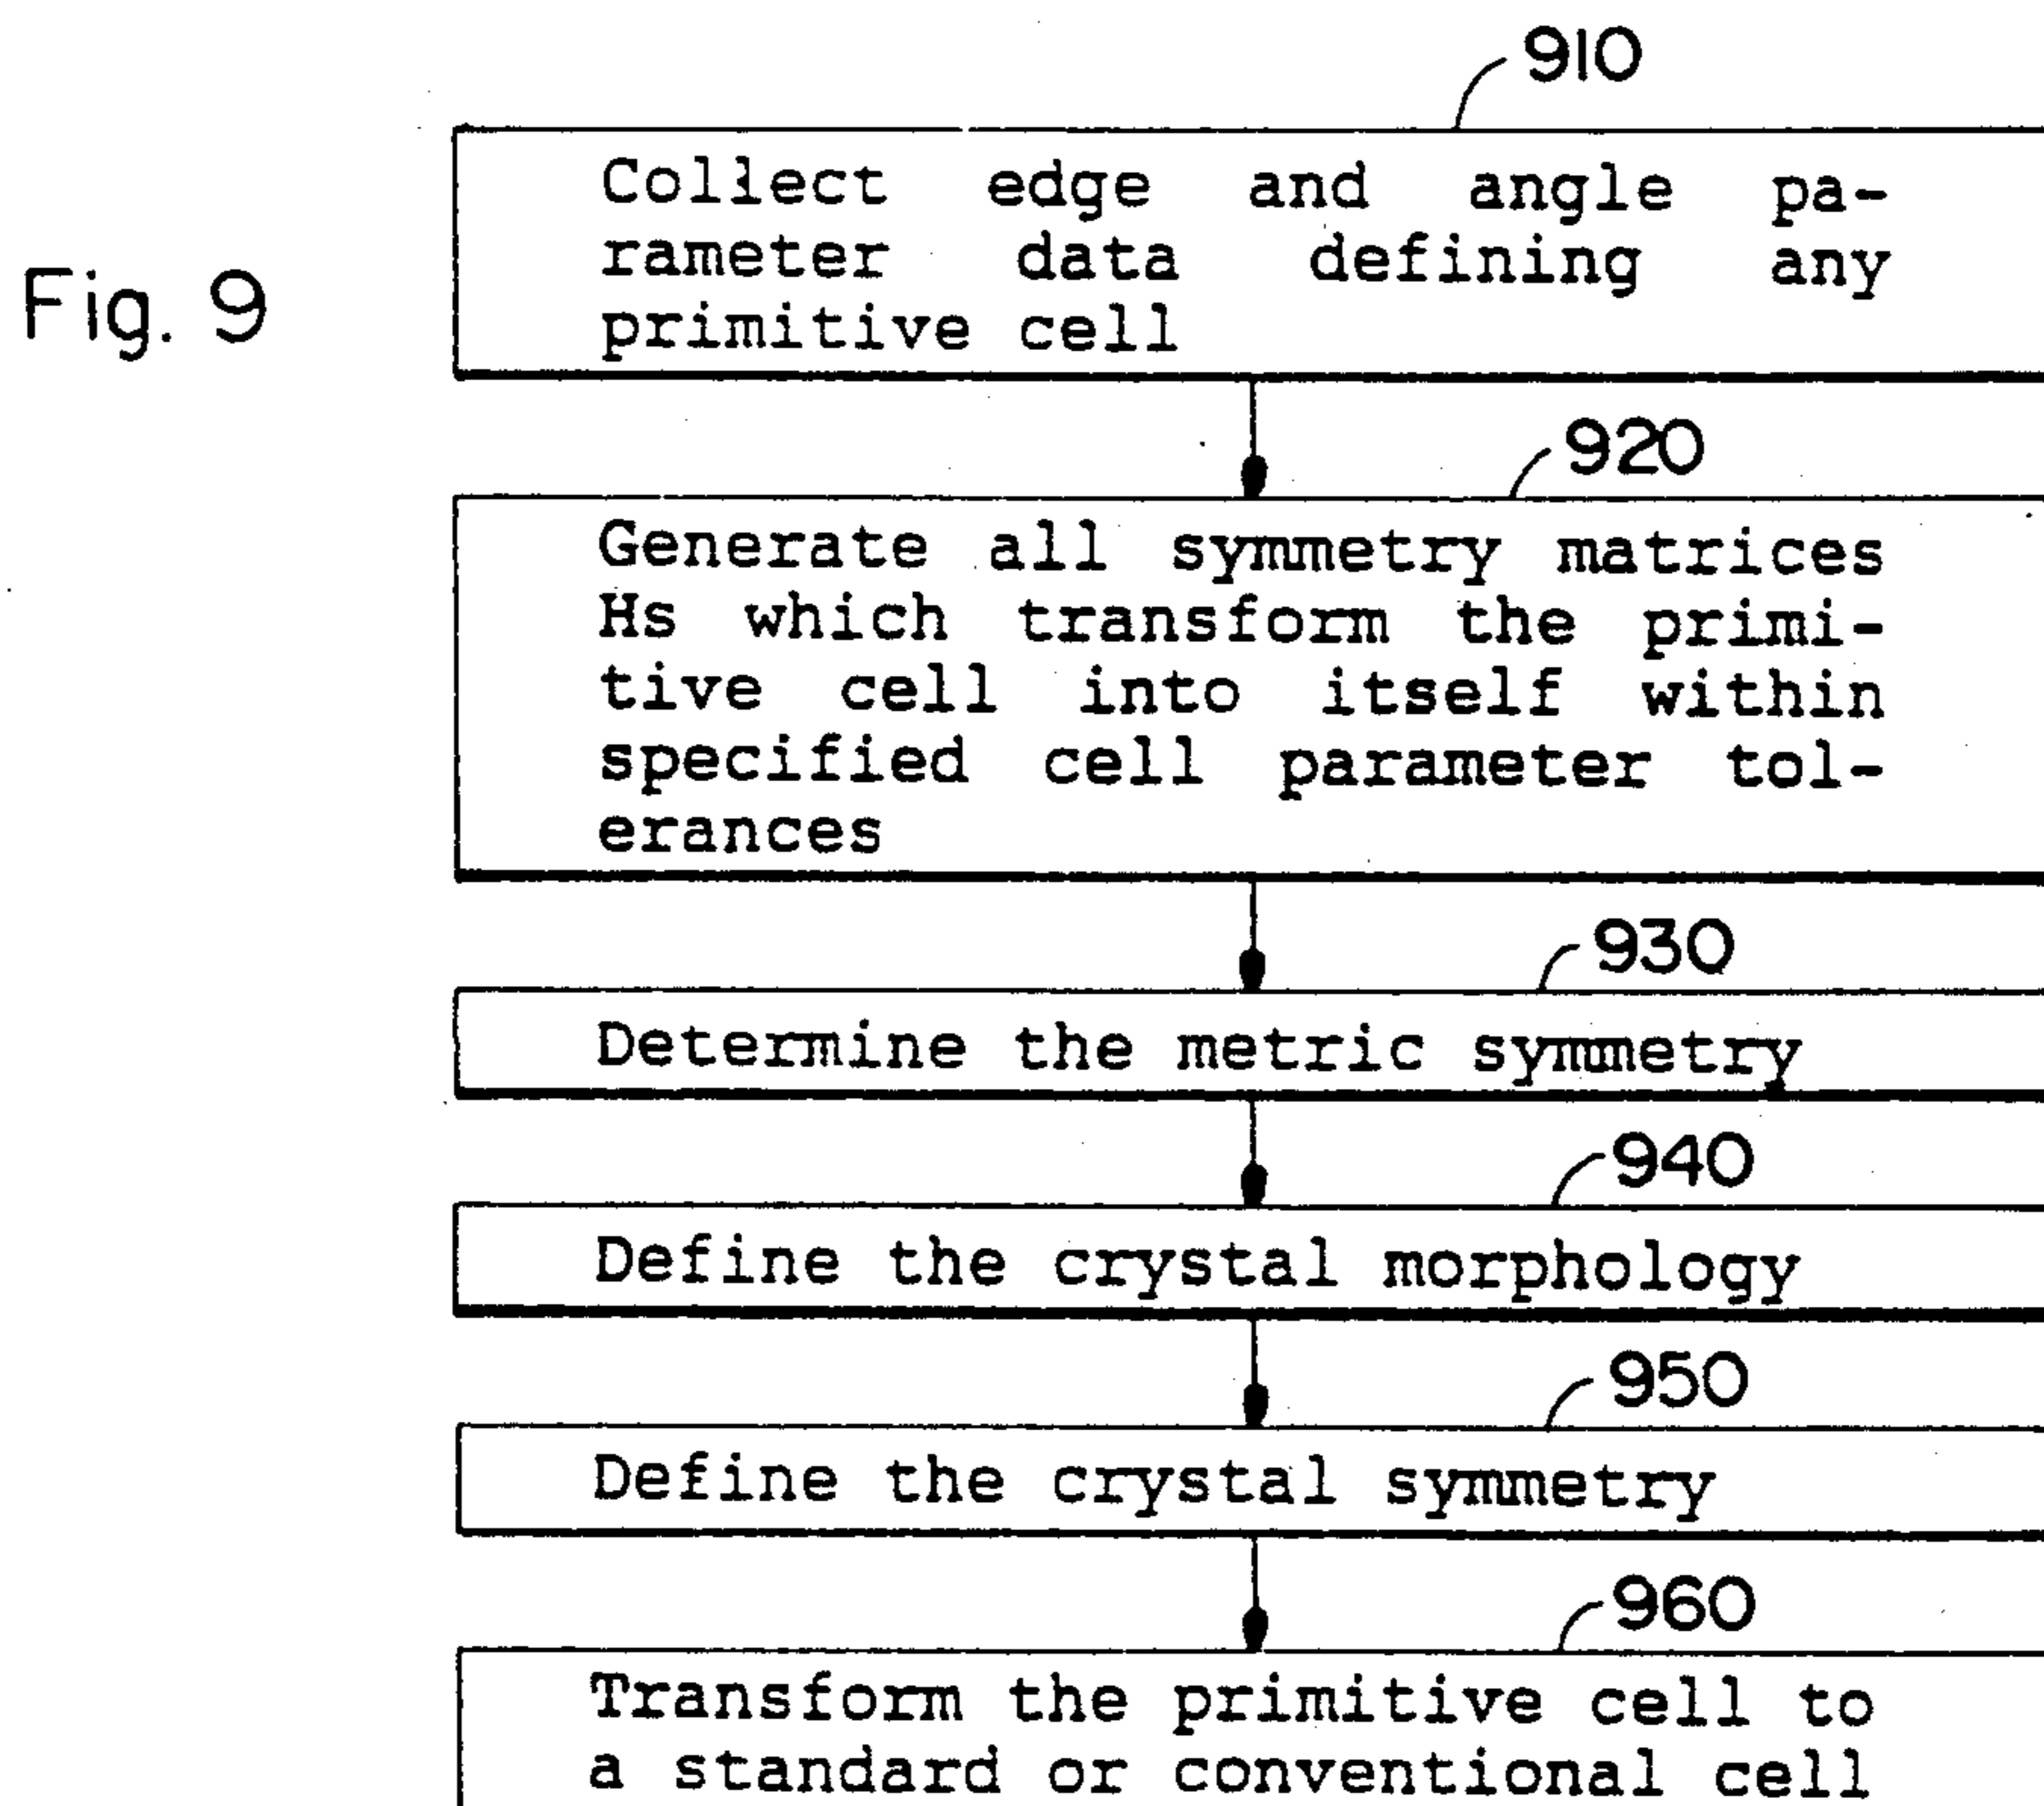 910
Collect edge and angle pa-
rameter data defining any
primitive cell
Fig. 9
920
Generate all symmetry matrices
Hs which transform the primi-
tive cell into itself within
specified cell parameter tol-
erances
930
Determine the metric symmetry
940
Define the crystal morphology
950
Define the crystal symmetry
960
Transform the primitive cell to
a standard or conventional cell